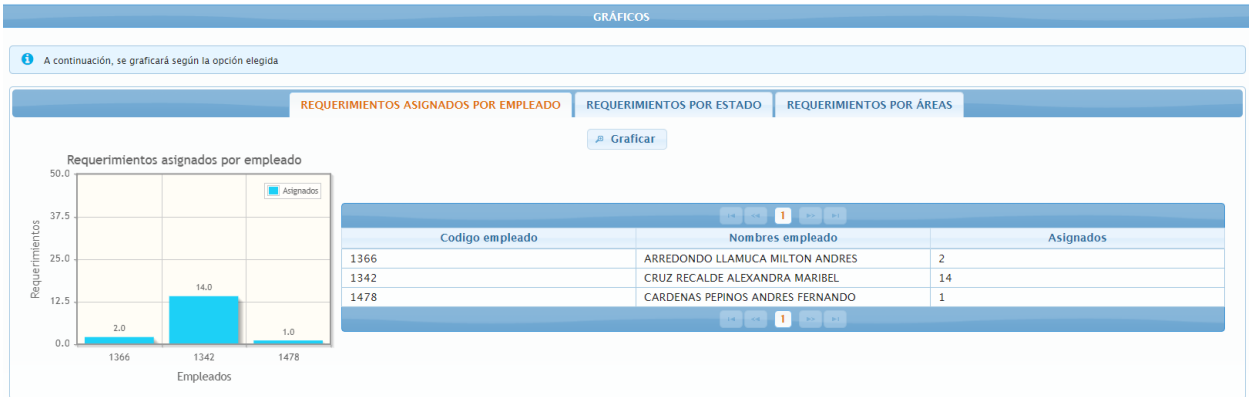 GRÁFICOS
A continuación, se graficará según la opción elegida
REQUERIMIENTOS ASIGNADOS POR EMPLEADO REQUERIMIENTOS POR ESTADO REQUERIMIENTOS POR ÁREAS
Graficar
Requerimientos asignados por empleado
Asignados
50.0
37.5
25.0
12.5
0.0
Requerimientos
2.0
14.0
1.0
1366 1342 1478
Empleados
1
Codigo empleado Nombres empleado Asignados
1366 ARREDONDO LLAMUCA MILTON ANDRES 2
1342 CRUZ RECALDE ALEXANDRA MARIBEL 14
1478 CARDENAS PEPINOS ANDRES FERNANDO 1
1